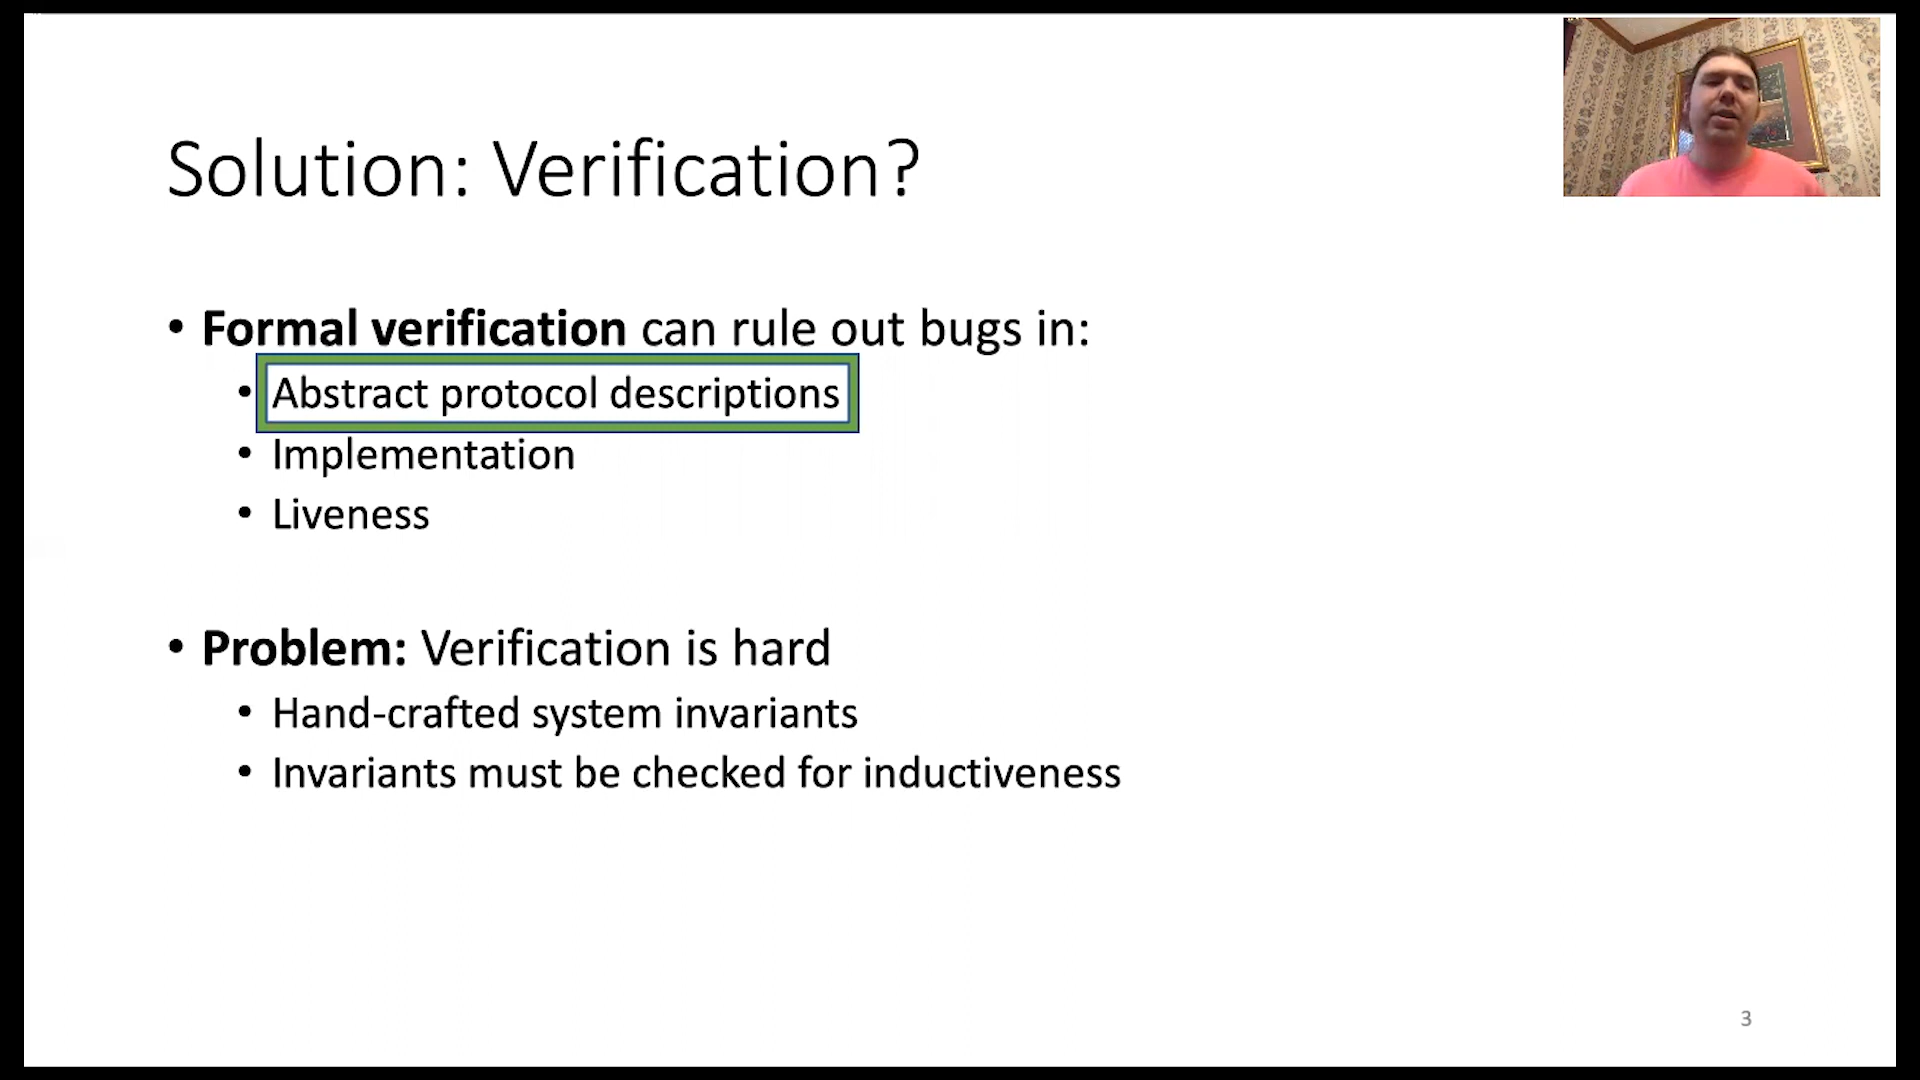 Solution: Verification?
• Formal verification can rule out bugs in:
• Abstract protocol descriptions
• Implementation
• Liveness
• Problem: Verification is hard
• Hand-crafted system invariants
• Invariants must be checked for inductiveness
3